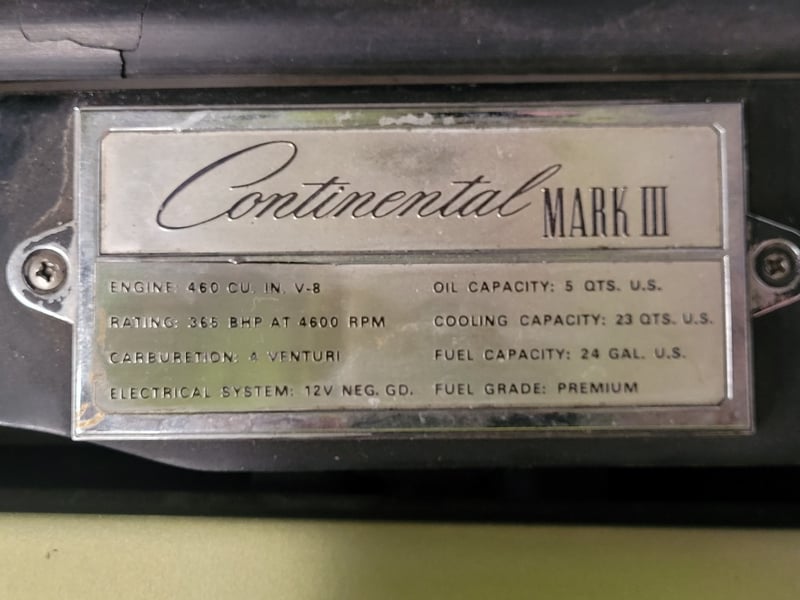 Continental MARK III
ENGINE: 460 CU. IN. V-8
RATING: 365 BHP AT 4600 RPM
CARBURETION: 4 VENTURI
ELECTRICAL SYSTEM: 12V NEG. GD.
OIL CAPACITY: 5 QTS. U.S.
COOLING CAPACITY: 23 QTS. U.S.
FUEL CAPACITY: 24 GAL. U.S.
FUEL GRADE: PREMIUM